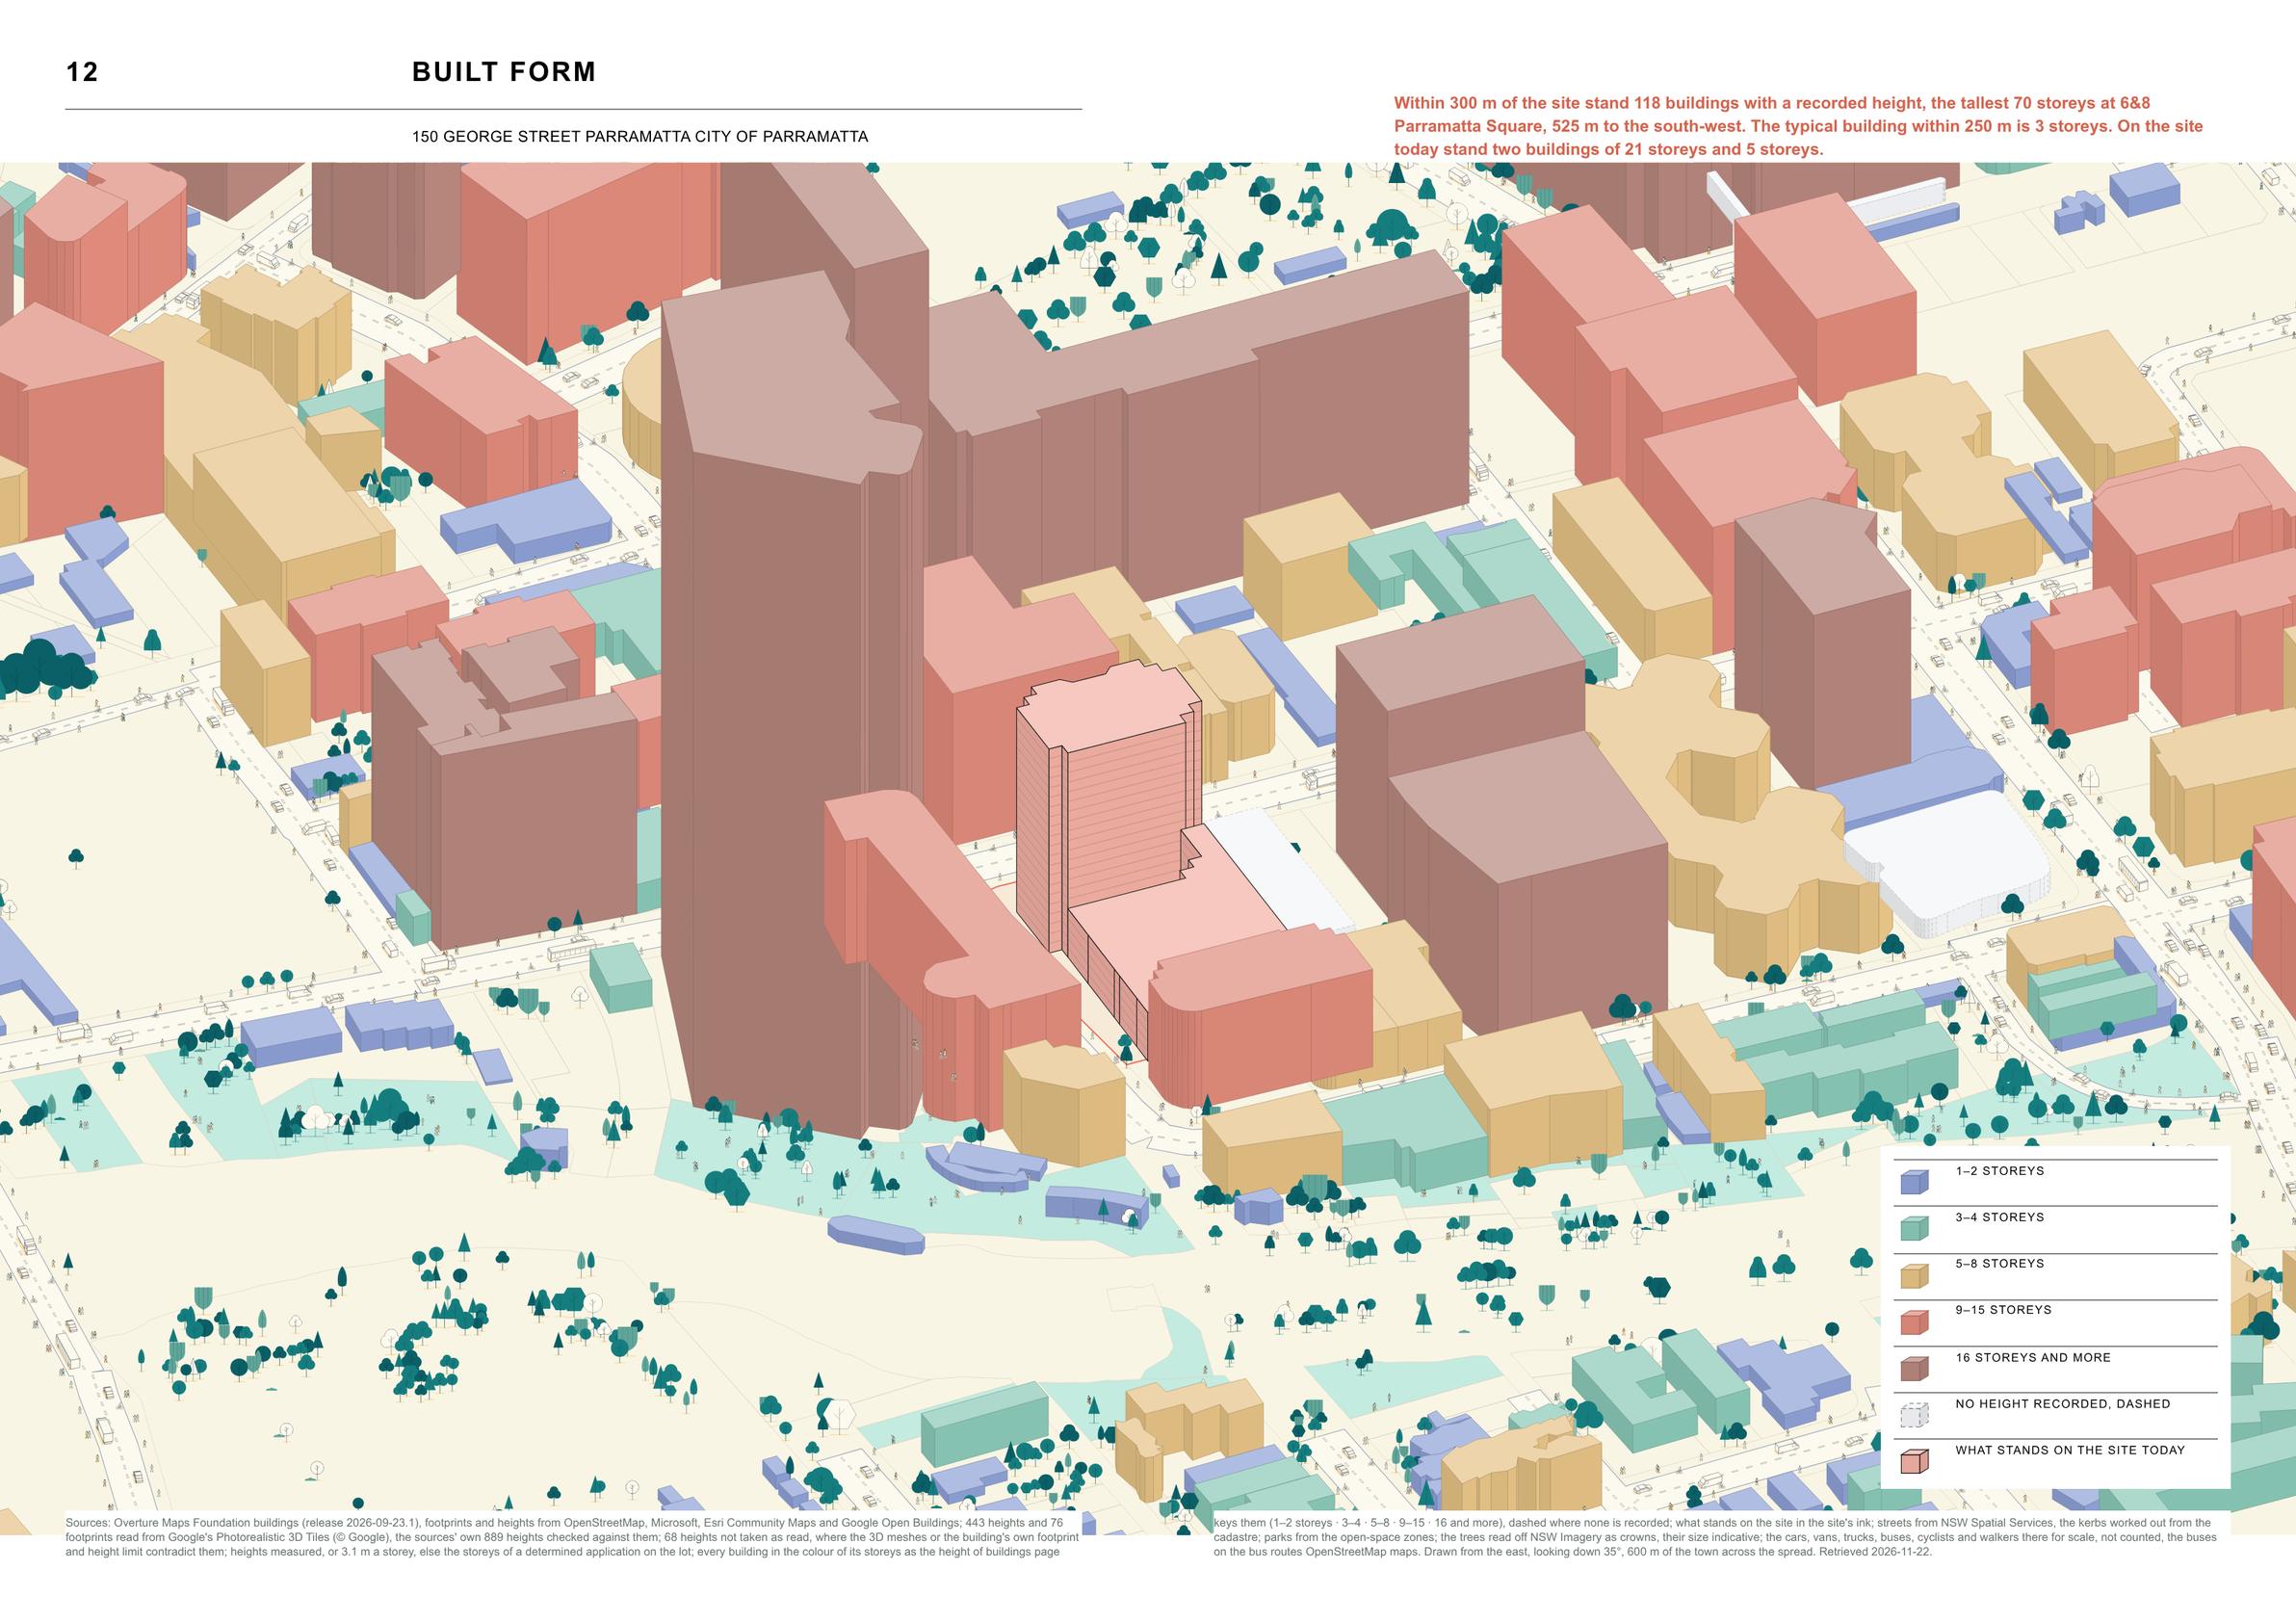 12
BUILT FORM
150 GEORGE STREET PARRAMATTA CITY OF PARRAMATTA
Within 300 m of the site stand 118 buildings with a recorded height, the tallest 70 storeys at 6&8
Parramatta Square, 525 m to the south-west. The typical building within 250 m is 3 storeys. On the site
today stand two buildings of 21 storeys and 5 storeys.
1–2 STOREYS
3–4 STOREYS
5–8 STOREYS
9–15 STOREYS
16 STOREYS AND MORE
NO HEIGHT RECORDED, DASHED
WHAT STANDS ON THE SITE TODAY
Sources: Overture Maps Foundation buildings (release 2026-09-23.1), footprints and heights from OpenStreetMap, Microsoft, Esri Community Maps and Google Open Buildings; 443 heights and 76
footprints read from Google's Photorealistic 3D Tiles (© Google), the sources' own 889 heights checked against them; 68 heights not taken as read, where the 3D meshes or the building's own footprint
and height limit contradict them; heights measured, or 3.1 m a storey, else the storeys of a determined application on the lot; every building in the colour of its storeys as the height of buildings page
keys them (1–2 storeys · 3–4 · 5–8 · 9–15 · 16 and more), dashed where none is recorded; what stands on the site in the site's ink; streets from NSW Spatial Services, the kerbs worked out from the
cadastre; parks from the open-space zones; the trees read off NSW Imagery as crowns, their size indicative; the cars, vans, trucks, buses, cyclists and walkers there for scale, not counted, the buses
on the bus routes OpenStreetMap maps. Drawn from the east, looking down 35°, 600 m of the town across the spread. Retrieved 2026-11-22.